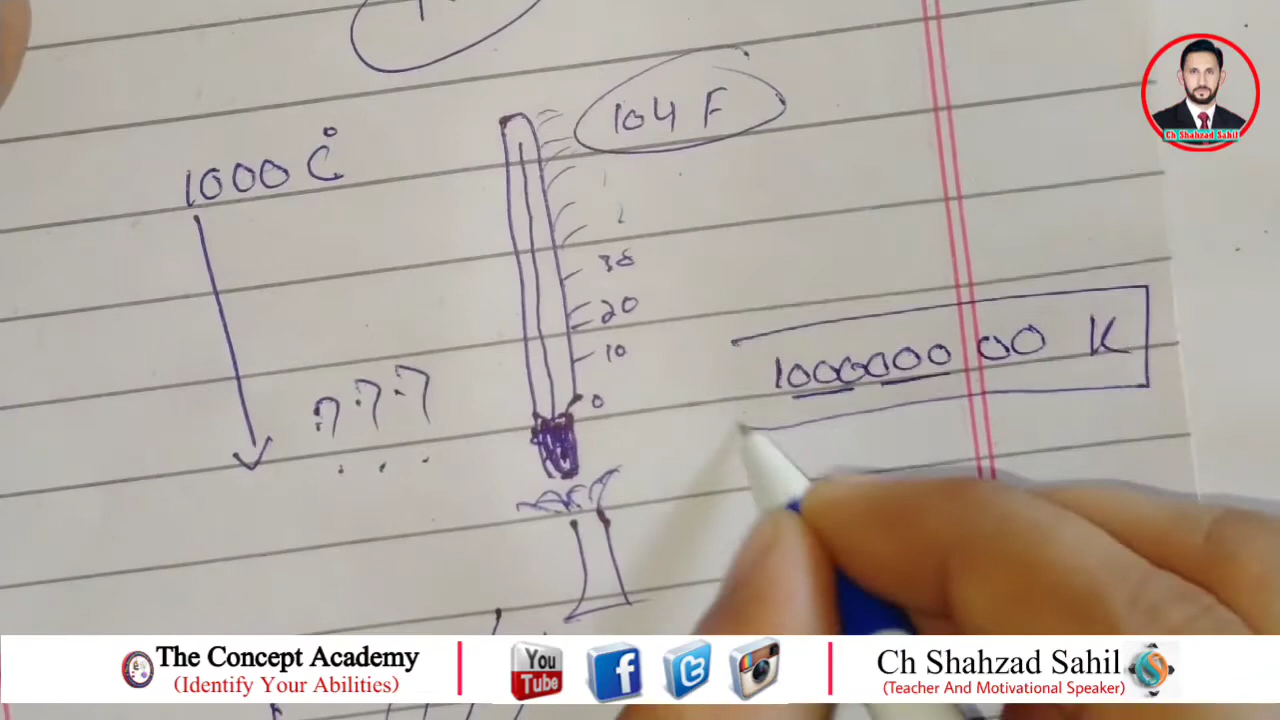 104 F
1000 C°
30
20
10
0
100000000 K
? ? ?
Ch Shahzad Sahil
The Concept Academy
(Identify Your Abilities)
You
Tube
Ch Shahzad Sahil
(Teacher And Motivational Speaker)